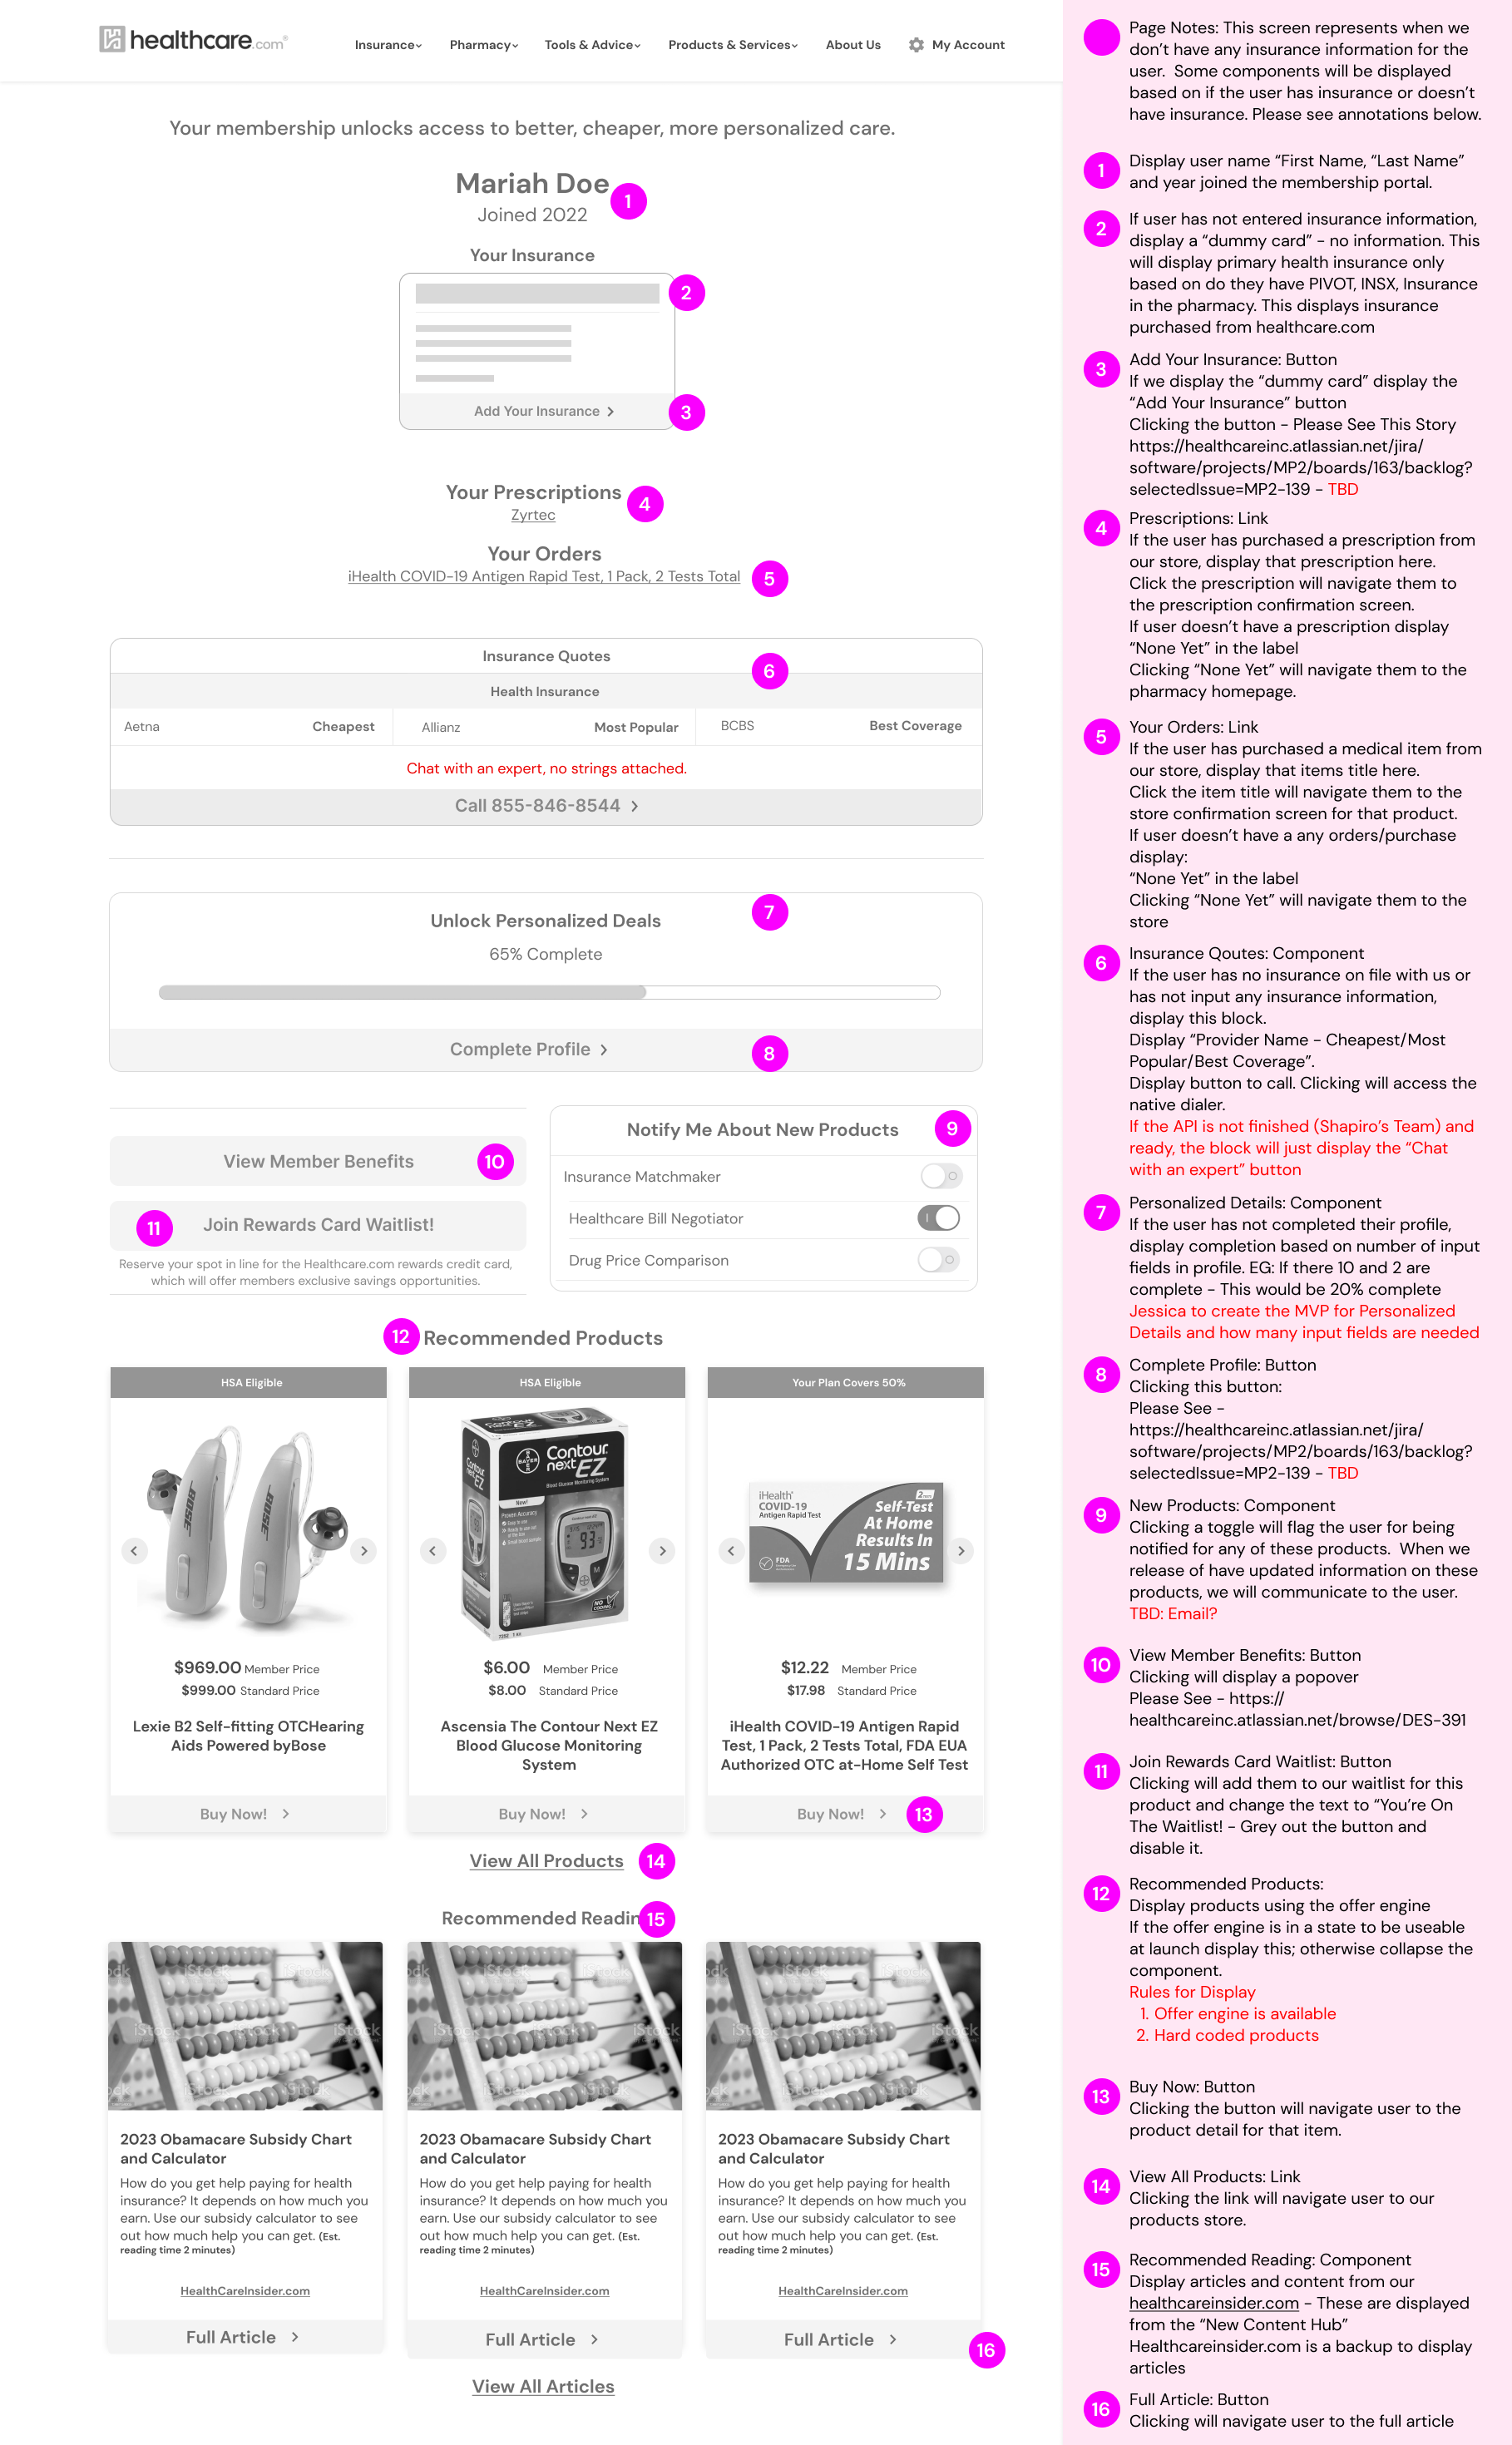 healthcare.com®
Insurance
Pharmacy
Tools & Advice
Products & Services
About Us
My Account
Your membership unlocks access to better, cheaper, more personalized care.
Mariah Doe
1
Joined 2022
Your Insurance
2
Add Your Insurance
3
Your Prescriptions
4
Zyrtec
Your Orders
iHealth COVID-19 Antigen Rapid Test, 1 Pack, 2 Tests Total
5
Insurance Quotes
6
Health Insurance
Aetna
Cheapest
Allianz
Most Popular
BCBS
Best Coverage
Chat with an expert, no strings attached.
Call 855-846-8544
Unlock Personalized Deals
7
65% Complete
Complete Profile
8
View Member Benefits
10
11
Join Rewards Card Waitlist!
Reserve your spot in line for the Healthcare.com rewards credit card,
which will offer members exclusive savings opportunities.
Notify Me About New Products
9
Insurance Matchmaker
Healthcare Bill Negotiator
Drug Price Comparison
12
Recommended Products
HSA Eligible
BOSE
BOSE
$969.00 Member Price
$999.00 Standard Price
Lexie B2 Self-fitting OTCHearing
Aids Powered byBose
Buy Now!
HSA Eligible
Contour
next EZ
Blood Glucose Monitoring System
BAYER
New!
Proven Accuracy
93
NO CODING
$6.00 Member Price
$8.00 Standard Price
Ascensia The Contour Next EZ
Blood Glucose Monitoring
System
Buy Now!
Your Plan Covers 50%
iHealth®
COVID-19
Antigen Rapid Test
Self-Test
At Home
Results In
15 Mins
FDA
$12.22 Member Price
$17.98 Standard Price
iHealth COVID-19 Antigen Rapid
Test, 1 Pack, 2 Tests Total, FDA EUA
Authorized OTC at-Home Self Test
Buy Now!
13
View All Products
14
Recommended Readin
15
iStock
iStock
iStock
2023 Obamacare Subsidy Chart
and Calculator
How do you get help paying for health
insurance? It depends on how much you
earn. Use our subsidy calculator to see
out how much help you can get. (Est.
reading time 2 minutes)
HealthCareInsider.com
Full Article
2023 Obamacare Subsidy Chart
and Calculator
How do you get help paying for health
insurance? It depends on how much you
earn. Use our subsidy calculator to see
out how much help you can get. (Est.
reading time 2 minutes)
HealthCareInsider.com
Full Article
2023 Obamacare Subsidy Chart
and Calculator
How do you get help paying for health
insurance? It depends on how much you
earn. Use our subsidy calculator to see
out how much help you can get. (Est.
reading time 2 minutes)
HealthCareInsider.com
Full Article
16
View All Articles
Page Notes: This screen represents when we
don’t have any insurance information for the
user. Some components will be displayed
based on if the user has insurance or doesn’t
have insurance. Please see annotations below.
1
Display user name “First Name, “Last Name”
and year joined the membership portal.
2
If user has not entered insurance information,
display a “dummy card” - no information. This
will display primary health insurance only
based on do they have PIVOT, INSX, Insurance
in the pharmacy. This displays insurance
purchased from healthcare.com
3
Add Your Insurance: Button
If we display the “dummy card” display the
“Add Your Insurance” button
Clicking the button - Please See This Story
https://healthcareinc.atlassian.net/jira/
software/projects/MP2/boards/163/backlog?
selectedIssue=MP2-139 - TBD
4
Prescriptions: Link
If the user has purchased a prescription from
our store, display that prescription here.
Click the prescription will navigate them to
the prescription confirmation screen.
If user doesn’t have a prescription display
“None Yet” in the label
Clicking “None Yet” will navigate them to the
pharmacy homepage.
5
Your Orders: Link
If the user has purchased a medical item from
our store, display that items title here.
Click the item title will navigate them to the
store confirmation screen for that product.
If user doesn’t have a any orders/purchase
display:
“None Yet” in the label
Clicking “None Yet” will navigate them to the
store
6
Insurance Qoutes: Component
If the user has no insurance on file with us or
has not input any insurance information,
display this block.
Display “Provider Name - Cheapest/Most
Popular/Best Coverage”.
Display button to call. Clicking will access the
native dialer.
If the API is not finished (Shapiro’s Team) and
ready, the block will just display the “Chat
with an expert” button
7
Personalized Details: Component
If the user has not completed their profile,
display completion based on number of input
fields in profile. EG: If there 10 and 2 are
complete - This would be 20% complete
Jessica to create the MVP for Personalized
Details and how many input fields are needed
8
Complete Profile: Button
Clicking this button:
Please See -
https://healthcareinc.atlassian.net/jira/
software/projects/MP2/boards/163/backlog?
selectedIssue=MP2-139 - TBD
9
New Products: Component
Clicking a toggle will flag the user for being
notified for any of these products. When we
release of have updated information on these
products, we will communicate to the user.
TBD: Email?
10
View Member Benefits: Button
Clicking will display a popover
Please See - https://
healthcareinc.atlassian.net/browse/DES-391
11
Join Rewards Card Waitlist: Button
Clicking will add them to our waitlist for this
product and change the text to “You’re On
The Waitlist! - Grey out the button and
disable it.
12
Recommended Products:
Display products using the offer engine
If the offer engine is in a state to be useable
at launch display this; otherwise collapse the
component.
Rules for Display
1. Offer engine is available
2. Hard coded products
13
Buy Now: Button
Clicking the button will navigate user to the
product detail for that item.
14
View All Products: Link
Clicking the link will navigate user to our
products store.
15
Recommended Reading: Component
Display articles and content from our
healthcareinsider.com - These are displayed
from the “New Content Hub”
Healthcareinsider.com is a backup to display
articles
16
Full Article: Button
Clicking will navigate user to the full article